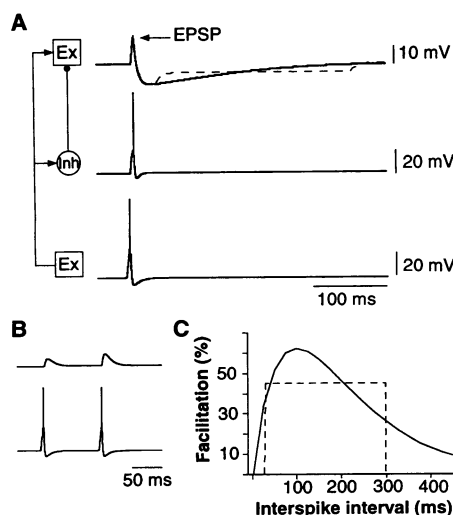 A
Ex
EPSP
10 mV
Inh
20 mV
Ex
20 mV
100 ms
B
50 ms
C
Facilitation (%)
50
30
10
100 200 300 400
Interspike interval (ms)